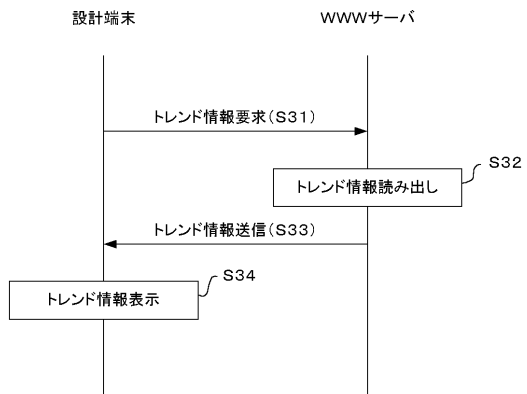 設計端末
WWWサーバ
トレンド情報要求(S31)
S32
トレンド情報読み出し
トレンド情報送信(S33)
S34
トレンド情報表示